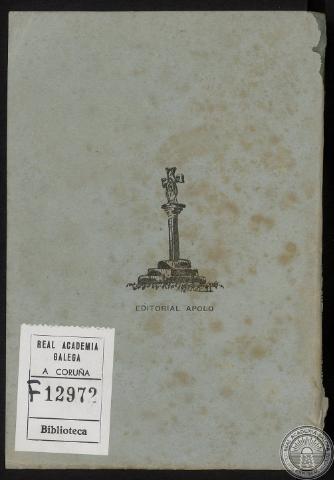 EDITORIAL APOLO
REAL ACADEMIA
GALEGA
A CORUÑA
F12972
Biblioteca